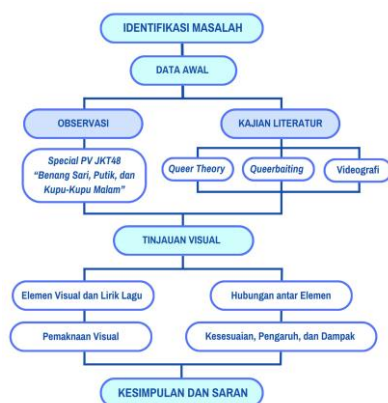 IDENTIFIKASI MASALAH
DATA AWAL
OBSERVASI
KAJIAN LITERATUR
Special PV JKT48
"Benang Sari, Putik, dan
Kupu-Kupu Malam"
Queer Theory
Queerbaiting
Videografi
TINJAUAN VISUAL
Elemen Visual dan Lirik Lagu
Hubungan antar Elemen
Pemaknaan Visual
Kesesuaian, Pengaruh, dan Dampak
KESIMPULAN DAN SARAN